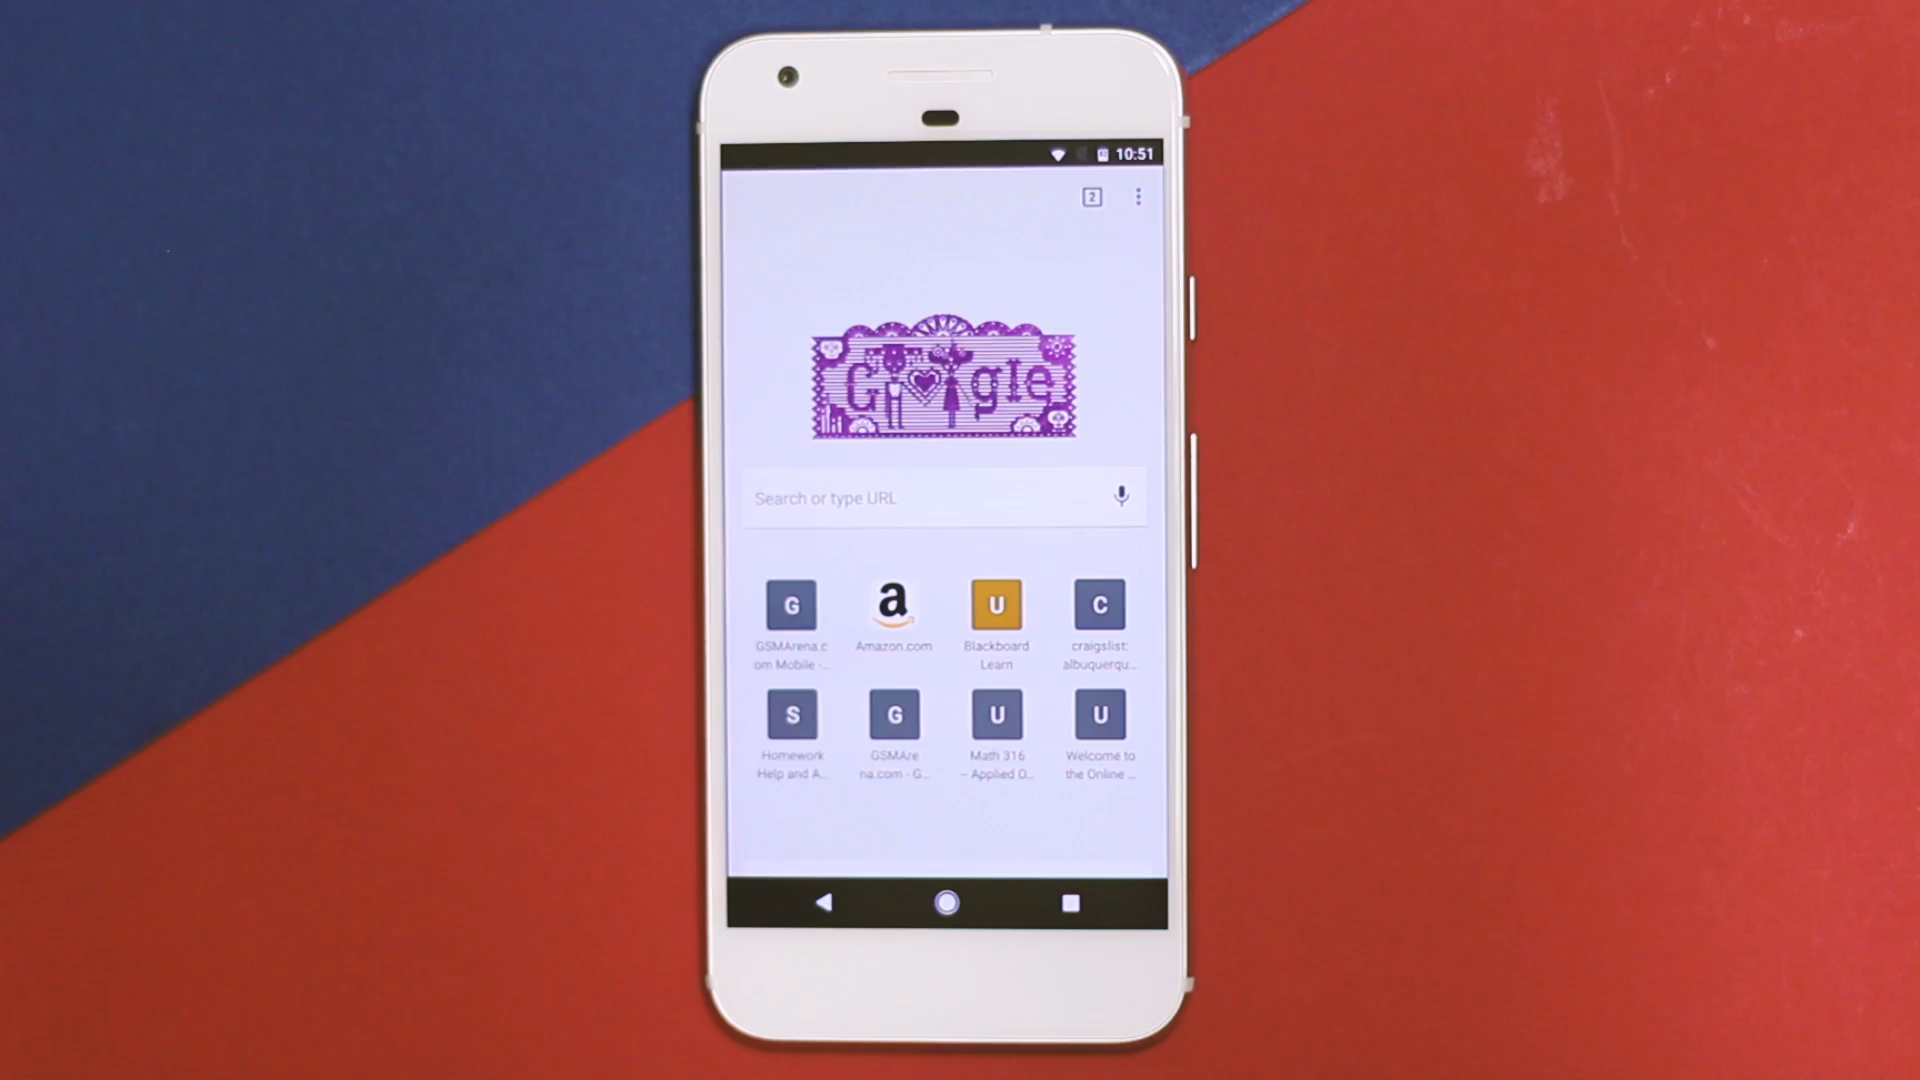 10:51
2
Google
Search or type URL
G
a
U
C
GSMArena.c
om Mobile -...
Amazon.com
Blackboard
Learn
craigslist:
albuquerqu...
S
G
U
U
Homework
Help and A...
GSMAre
na.com - G...
Math 316
– Applied O...
Welcome to
the Online ...